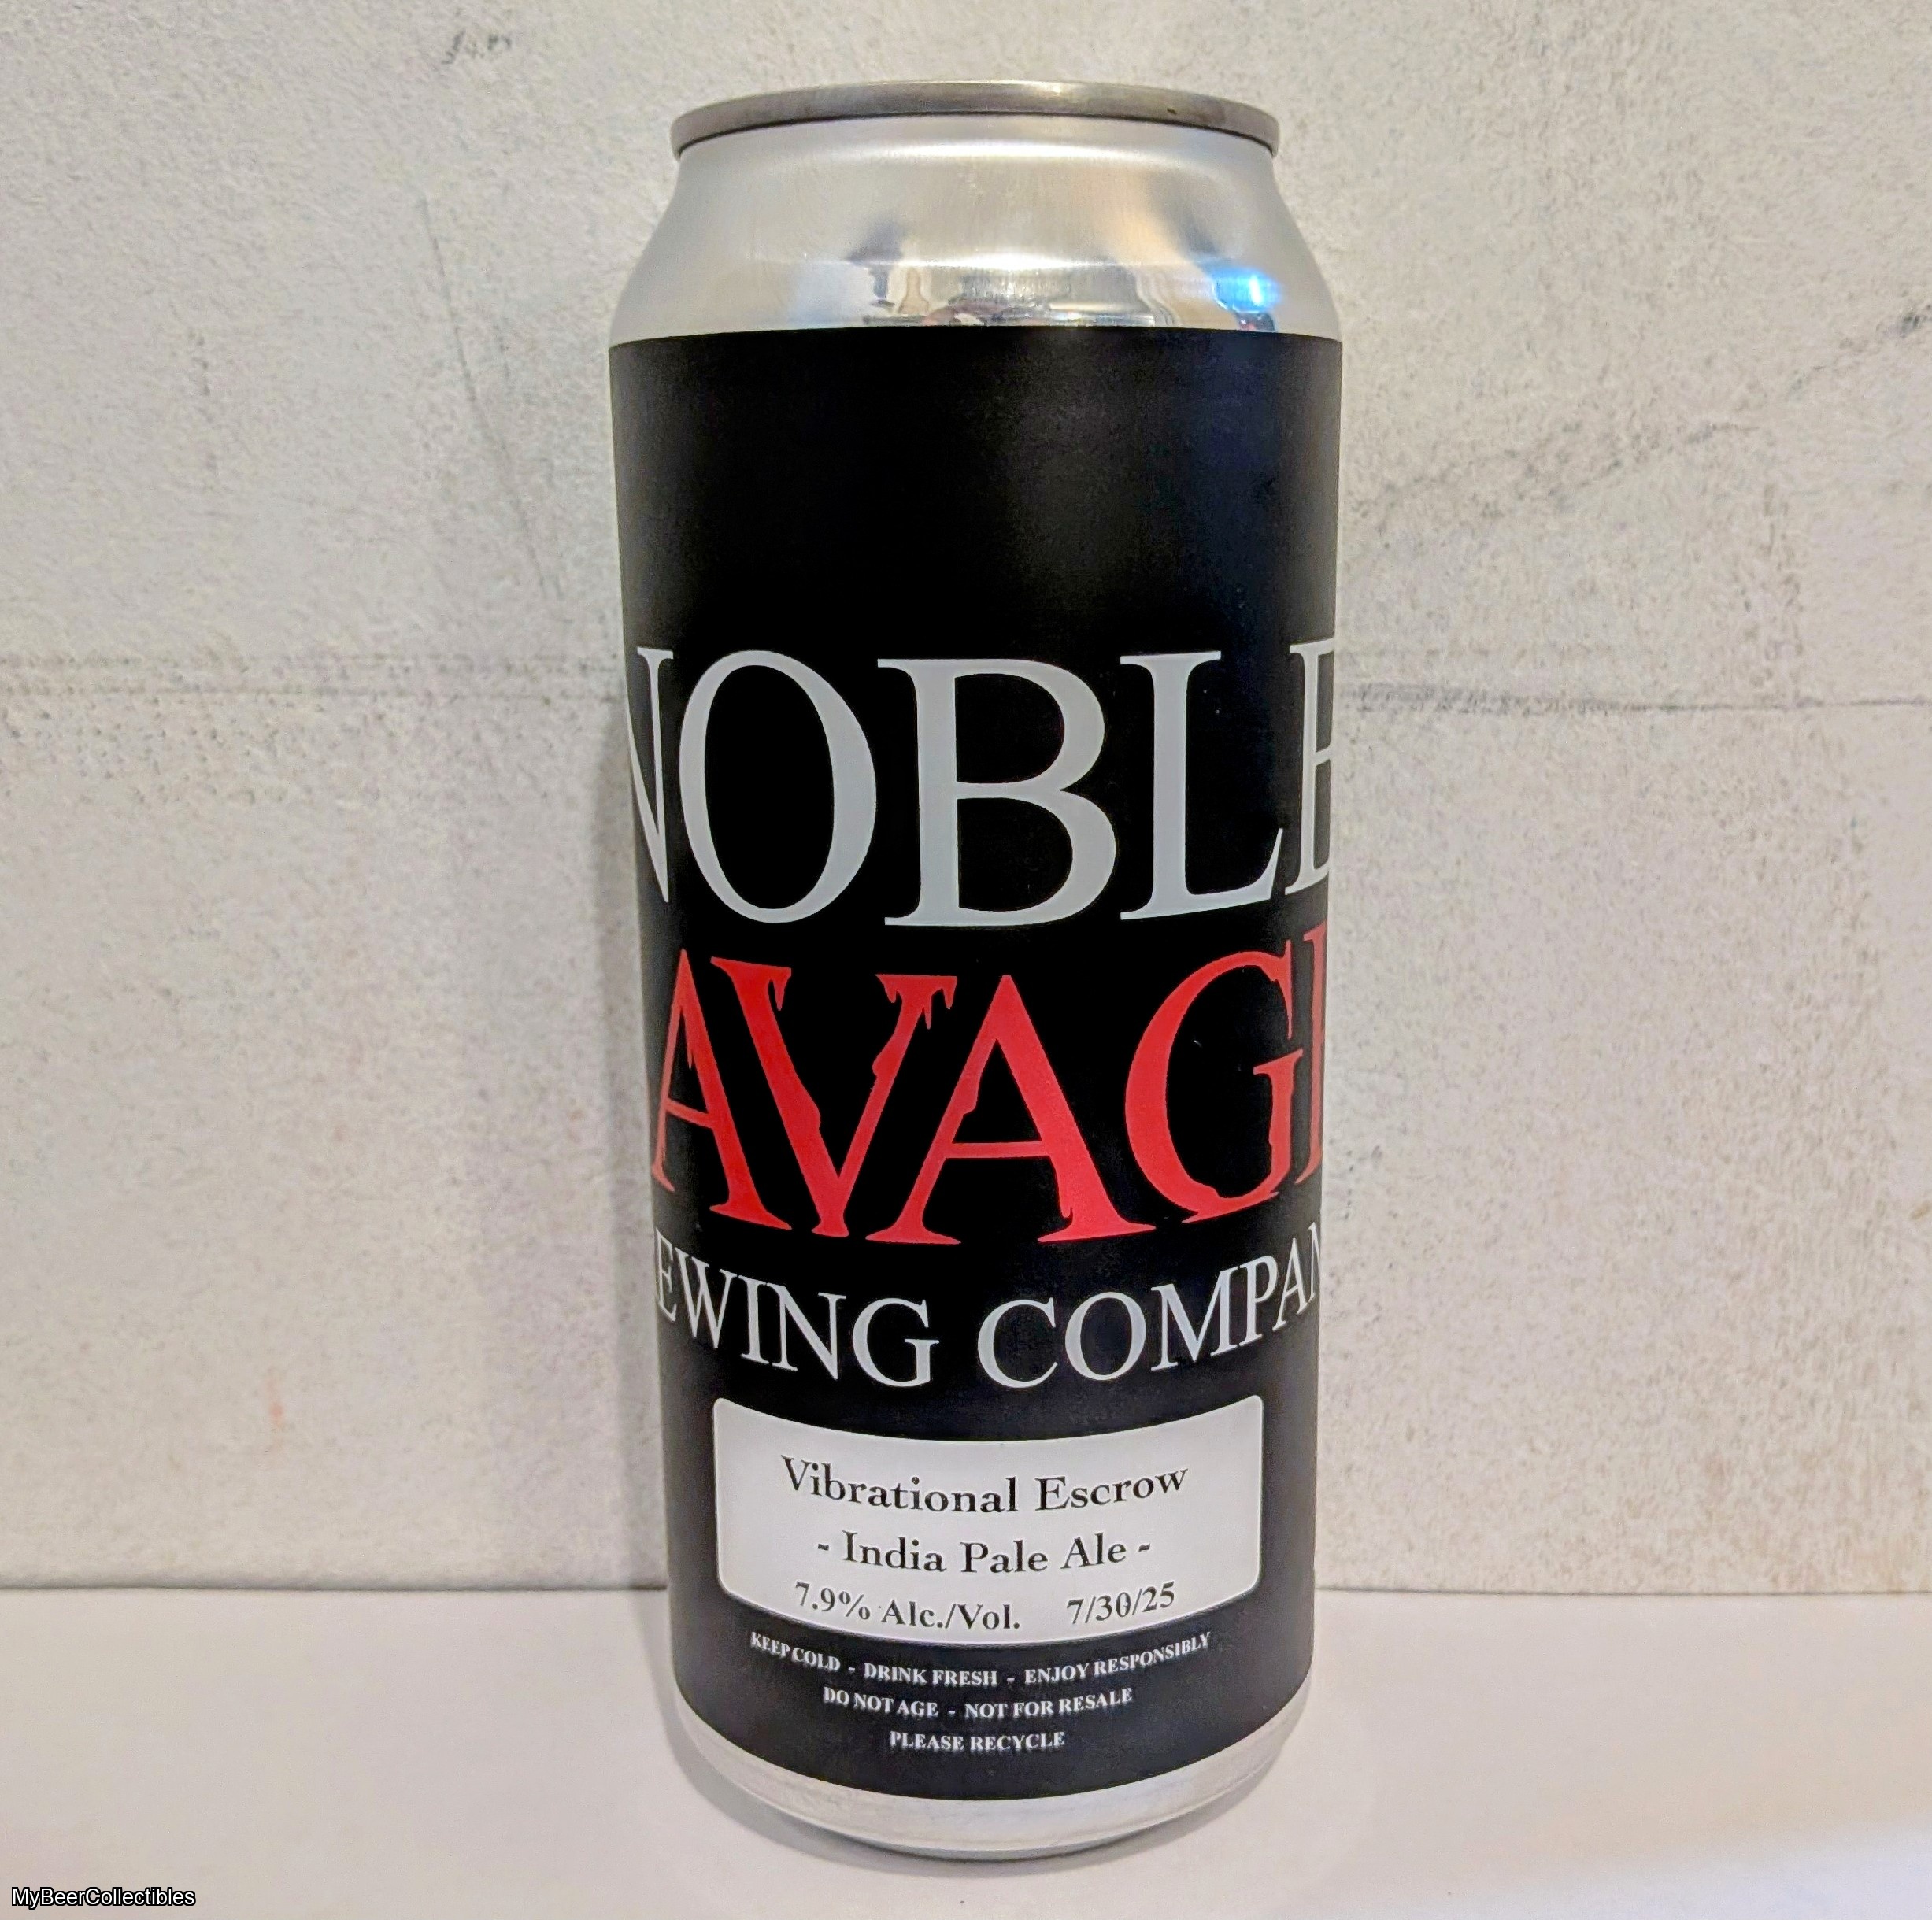 NOBLE
AVAGE
EWING COMPAN
Vibrational Escrow
- India Pale Ale -
7.9% Alc./Vol. 7/30/25
KEEP COLD - DRINK FRESH - ENJOY RESPONSIBLY
DO NOT AGE - NOT FOR RESALE
PLEASE RECYCLE
MyBeerCollectibles